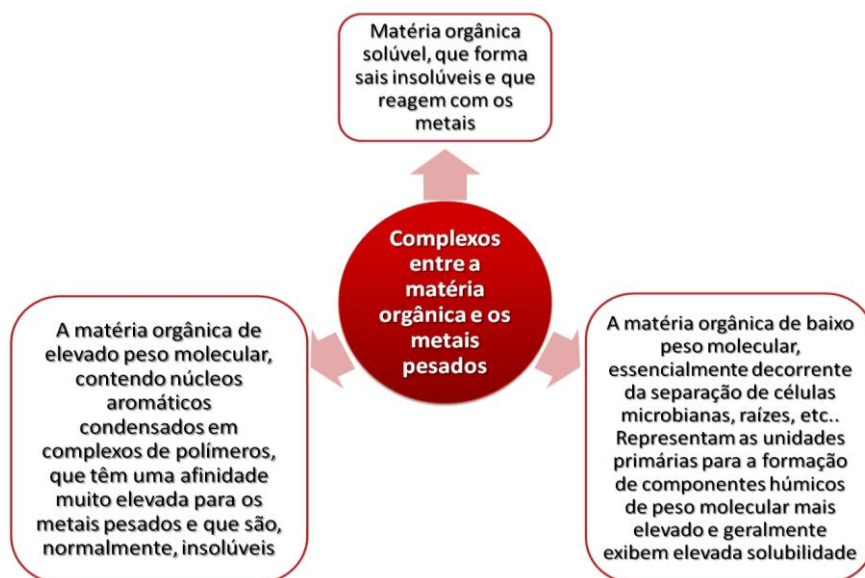 Matéria orgânica
solúvel, que forma
sais insolúveis e que
reagem com os
metais
Complexos
entre a
matéria
orgânica e os
metais
pesados
A matéria orgânica de
elevado peso molecular,
contendo núcleos
aromáticos
condensados em
complexos de polímeros,
que têm uma afinidade
muito elevada para os
metais pesados e que são,
normalmente, insolúveis
A matéria orgânica de baixo
peso molecular,
essencialmente decorrente
da separação de células
microbianas, raízes, etc..
Representam as unidades
primárias para a formação
de componentes húmicos
de peso molecular mais
elevado e geralmente
exibem elevada solubilidade